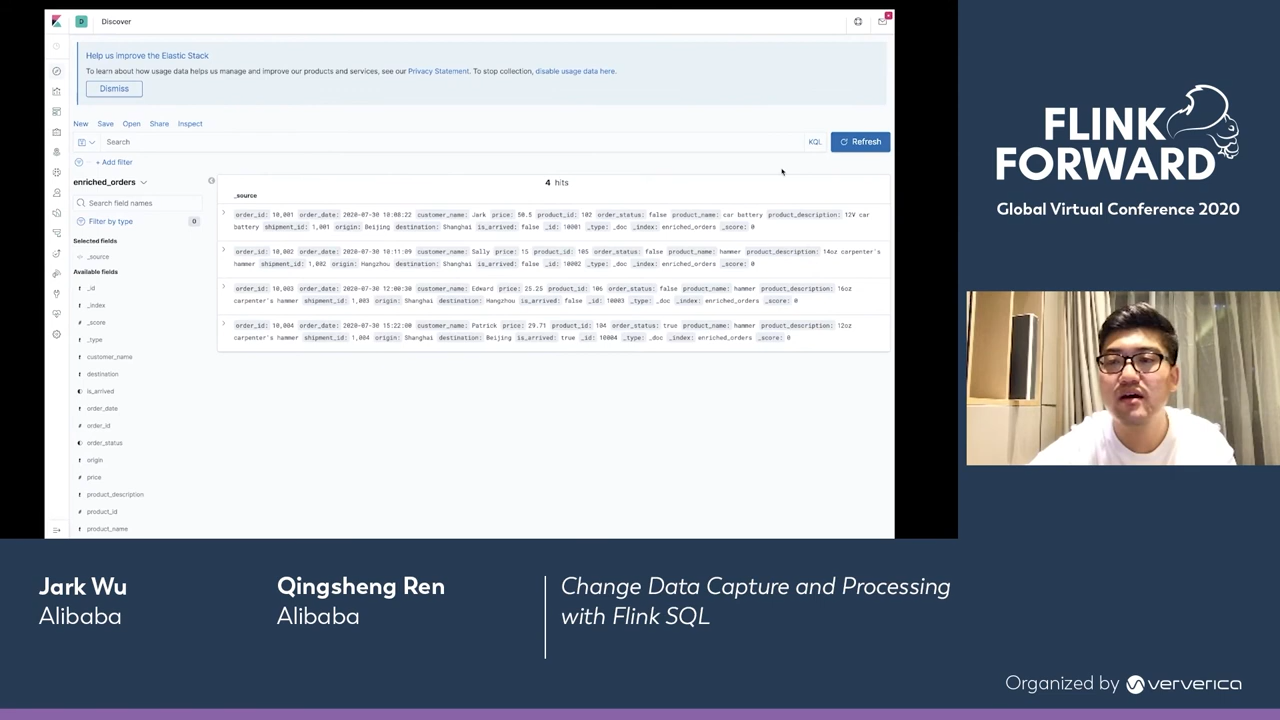 D Discover
Help us improve the Elastic Stack
To learn about how usage data helps us manage and improve our products and services, see our Privacy Statement. To stop collection, disable usage data here.
Dismiss
New Save Open Share Inspect
Search KQL Refresh
+ Add filter
enriched_orders
Search field names
Filter by type 0
Selected fields
_source
Available fields
t _id
t _index
# _score
t _type
t customer_name
t destination
is_arrived
t order_date
# order_id
order_status
t origin
# price
t product_description
# product_id
t product_name
4 hits
_source
order_id: 10,001 order_date: 2020-07-30 10:08:22 customer_name: Jark price: 50.5 product_id: 102 order_status: false product_name: car battery product_description: 12V car
battery shipment_id: 1,001 origin: Beijing destination: Shanghai is_arrived: false _id: 10001 _type: _doc _index: enriched_orders _score: 0
order_id: 10,002 order_date: 2020-07-30 10:11:09 customer_name: Sally price: 15 product_id: 105 order_status: false product_name: hammer product_description: 14oz carpenter's
hammer shipment_id: 1,002 origin: Hangzhou destination: Shanghai is_arrived: false _id: 10002 _type: _doc _index: enriched_orders _score: 0
order_id: 10,003 order_date: 2020-07-30 12:00:30 customer_name: Edward price: 25.25 product_id: 106 order_status: false product_name: hammer product_description: 16oz
carpenter's hammer shipment_id: 1,003 origin: Shanghai destination: Hangzhou is_arrived: false _id: 10003 _type: _doc _index: enriched_orders _score: 0
order_id: 10,004 order_date: 2020-07-30 15:22:00 customer_name: Patrick price: 29.71 product_id: 104 order_status: true product_name: hammer product_description: 12oz
carpenter's hammer shipment_id: 1,004 origin: Shanghai destination: Beijing is_arrived: true _id: 10004 _type: _doc _index: enriched_orders _score: 0
FLINK
FORWARD
Global Virtual Conference 2020
Jark Wu
Alibaba
Qingsheng Ren
Alibaba
Change Data Capture and Processing
with Flink SQL
Organized by ververica